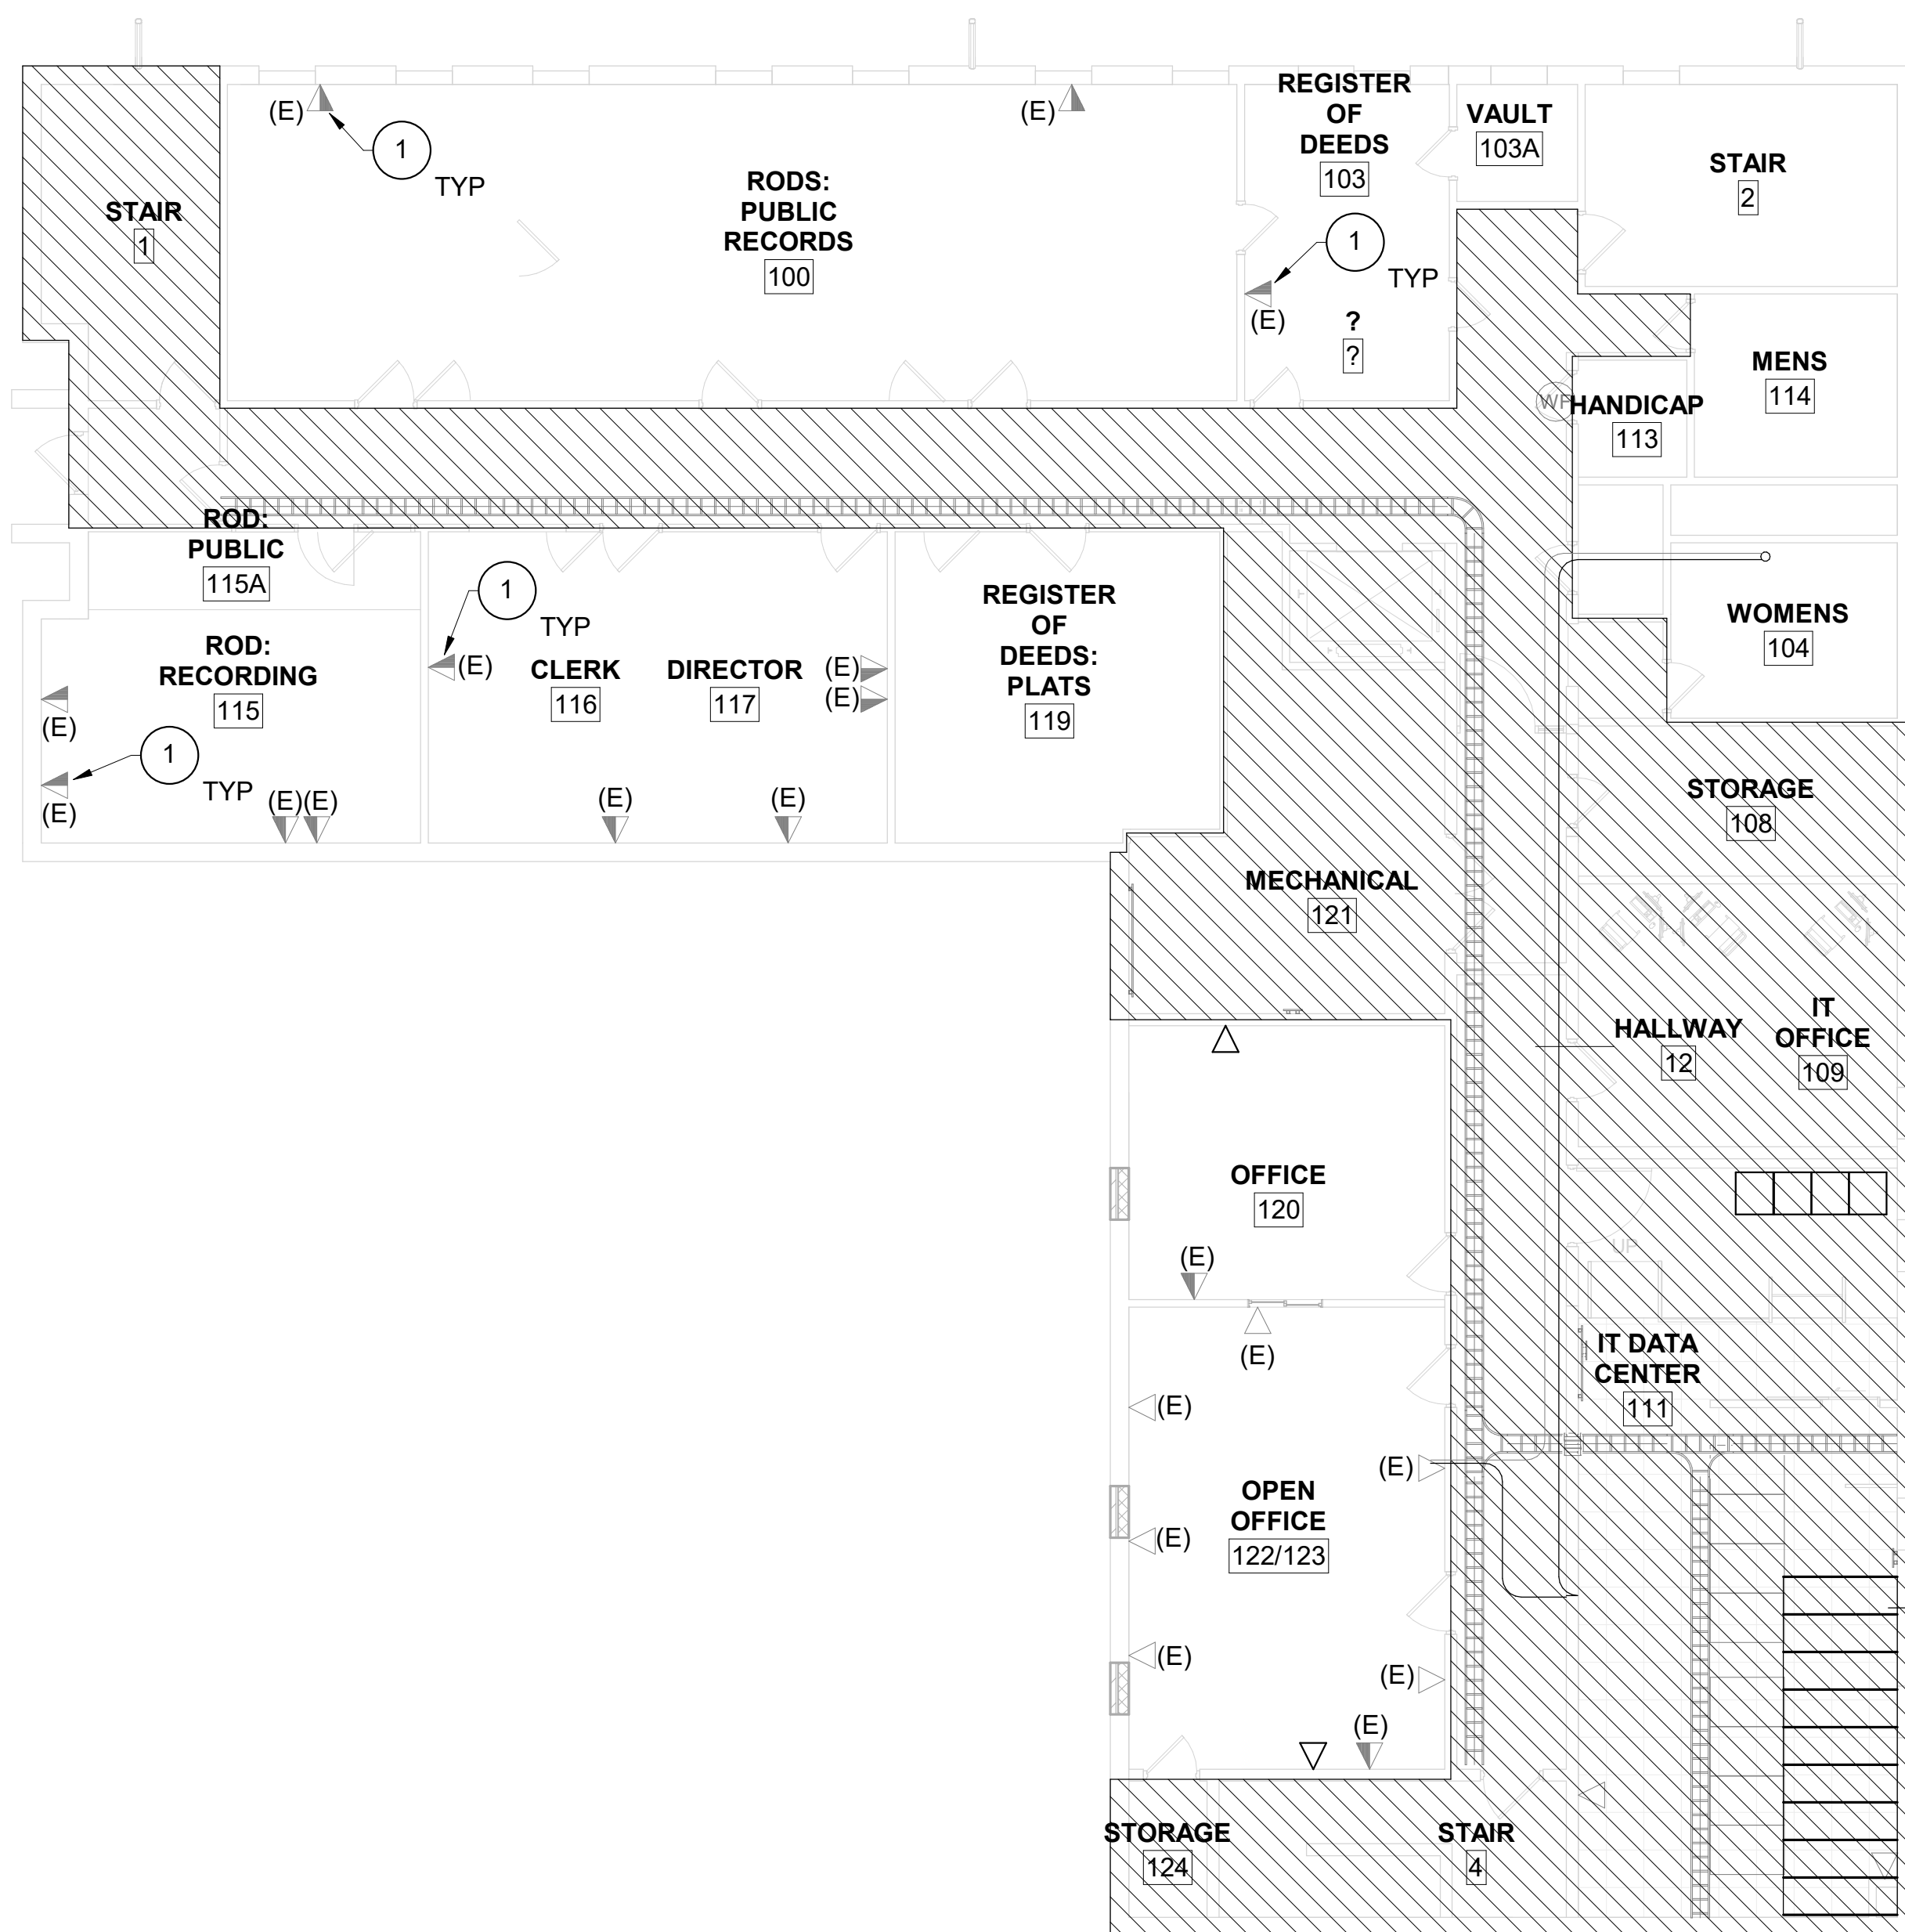 (E)
1
TYP
(E)
REGISTER
OF
DEEDS
103
VAULT
103A
STAIR
2
STAIR
1
RODS:
PUBLIC
RECORDS
100
1
TYP
(E)
?
?
MENS
114
WF
HANDICAP
113
ROD:
PUBLIC
115A
ROD:
RECORDING
115
(E)
1
TYP
(E)
(E)(E)
1
TYP
(E)
CLERK
116
DIRECTOR
117
(E)
(E)
(E)
(E)
REGISTER
OF
DEEDS:
PLATS
119
WOMENS
104
STORAGE
108
MECHANICAL
121
HALLWAY
12
IT
OFFICE
109
OFFICE
120
(E)
UP
(E)
(E)
IT DATA
CENTER
111
(E)
OPEN
OFFICE
122/123
(E)
(E)
(E)
(E)
STORAGE
124
STAIR
4